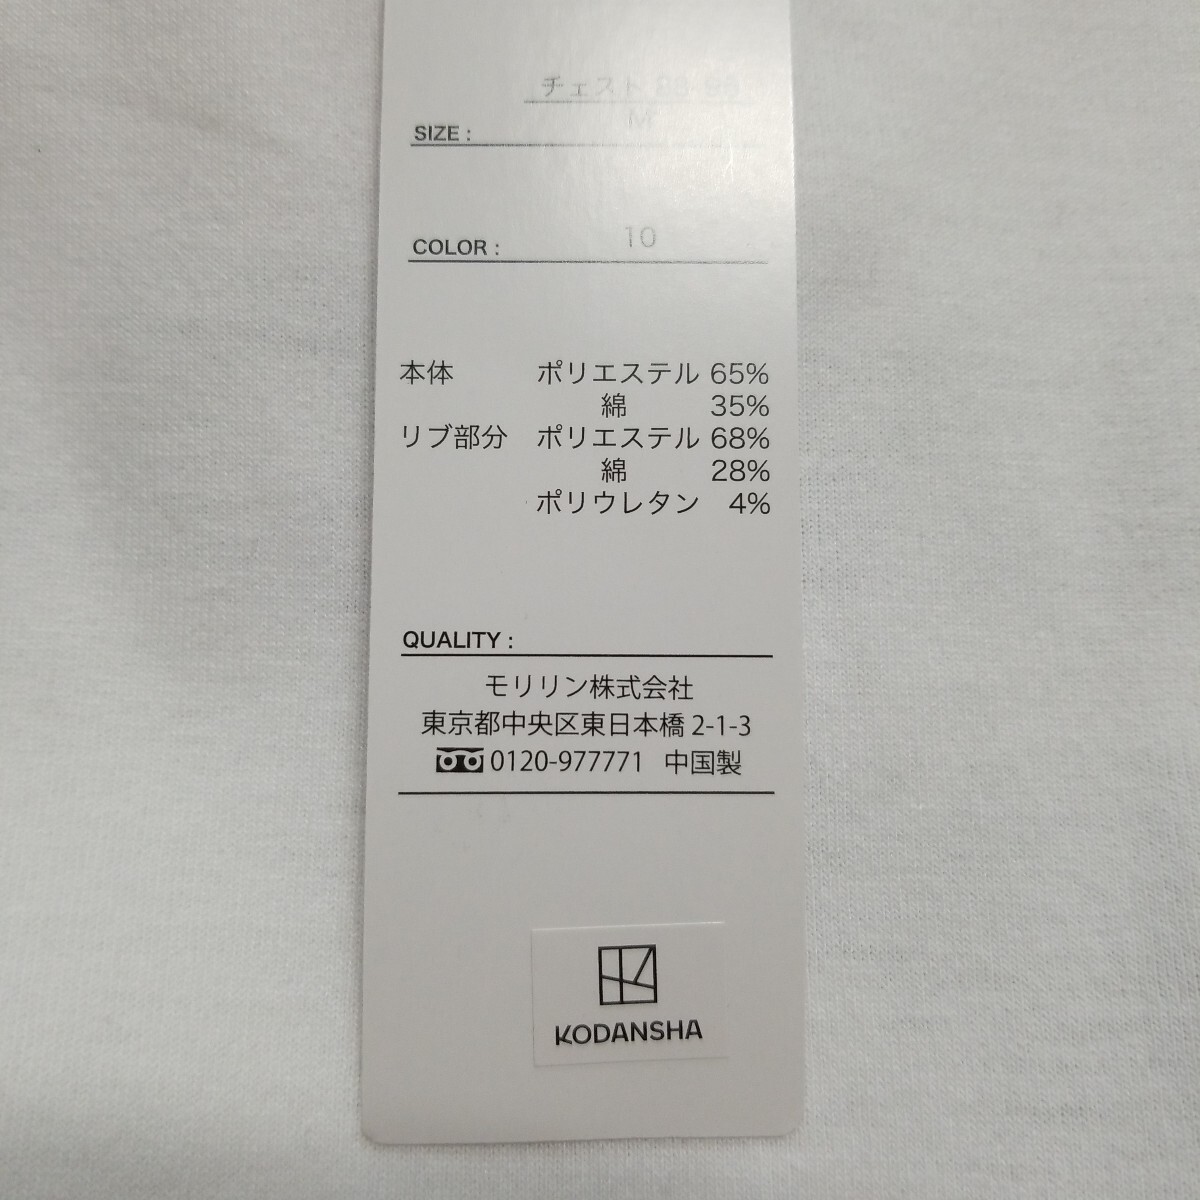 チェスト 88-96
M
SIZE :
10
COLOR :
本体 ポリエステル 65%
綿 35%
リブ部分 ポリエステル 68%
綿 28%
ポリウレタン 4%
QUALITY :
モリリン株式会社
東京都中央区東日本橋 2-1-3
0120-977771 中国製
KODANSHA